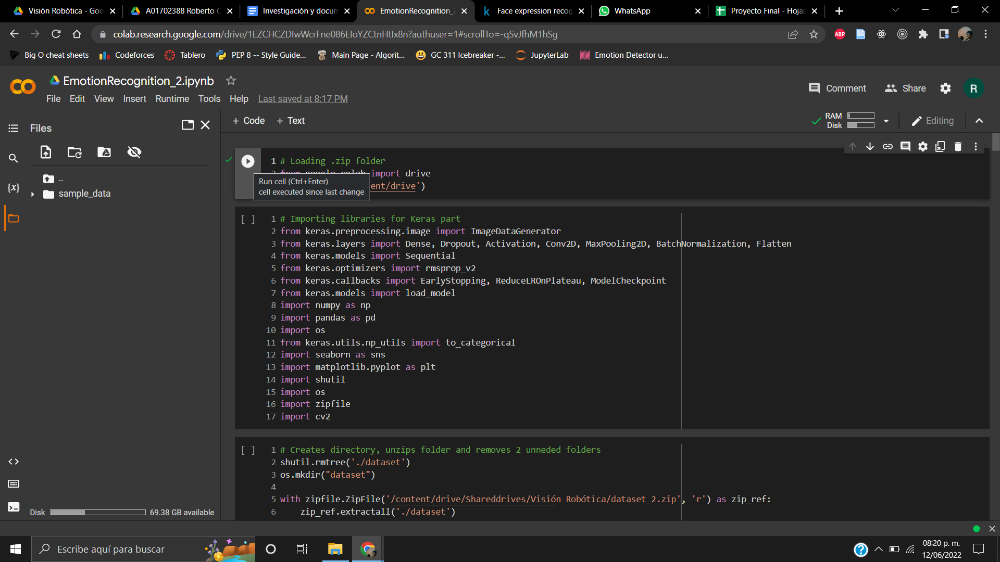 Visión Robótica - Goo
A01702388 Roberto C
Investigación y docum
EmotionRecognition_2
Face expression recog
WhatsApp
Proyecto Final - Hojas
colab.research.google.com/drive/1EZCHCZDIwWcrFne086EIoYZCtnHtIx8n?authuser=1#scrollTo=-qSvJfhM1hSg
ABP
Big O cheat sheets
Codeforces
Tablero
PEP 8 -- Style Guide...
Main Page - Algorit...
GC 311 Icebreaker -...
JupyterLab
Emotion Detector u...
EmotionRecognition_2.ipynb
Comment
Share
R
File Edit View Insert Runtime Tools Help Last saved at 8:17 PM
Files
+ Code + Text
RAM
Disk
Editing
..
sample_data
{x}
1 # Loading .zip folder
2 from google.colab import drive
ent/drive')
Run cell (Ctrl+Enter)
cell executed since last change
[ ]
1 # Importing libraries for Keras part
2 from keras.preprocessing.image import ImageDataGenerator
3 from keras.layers import Dense, Dropout, Activation, Conv2D, MaxPooling2D, BatchNormalization, Flatten
4 from keras.models import Sequential
5 from keras.optimizers import rmsprop_v2
6 from keras.callbacks import EarlyStopping, ReduceLROnPlateau, ModelCheckpoint
7 from keras.models import load_model
8 import numpy as np
9 import pandas as pd
10 import os
11 from keras.utils.np_utils import to_categorical
12 import seaborn as sns
13 import matplotlib.pyplot as plt
14 import shutil
15 import os
16 import zipfile
17 import cv2
[ ]
1 # Creates directory, unzips folder and removes 2 unneded folders
2 shutil.rmtree('./dataset')
3 os.mkdir("dataset")
4
5 with zipfile.ZipFile('/content/drive/Shareddrives/Visión Robótica/dataset_2.zip', 'r') as zip_ref:
6 zip_ref.extractall('./dataset')
Disk
69.38 GB available
Escribe aquí para buscar
08:20 p. m.
12/06/2022